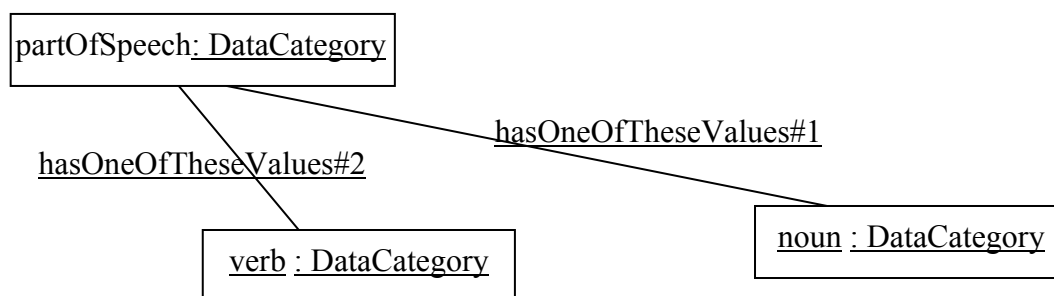 partOfSpeech: DataCategory
hasOneOfTheseValues#1
hasOneOfTheseValues#2
noun : DataCategory
verb : DataCategory